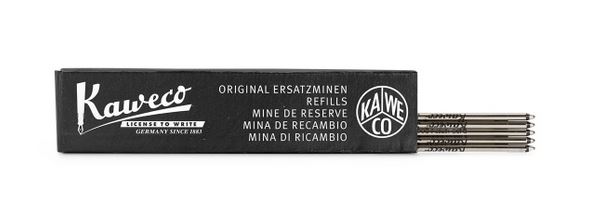 Kaweco
LICENSE TO WRITE
GERMANY SINCE 1883
ORIGINAL ERSATZMINEN
REFILLS
MINE DE RESERVE
MINA DE RECAMBIO
MINA DI RICAMBIO
KA WE
CO